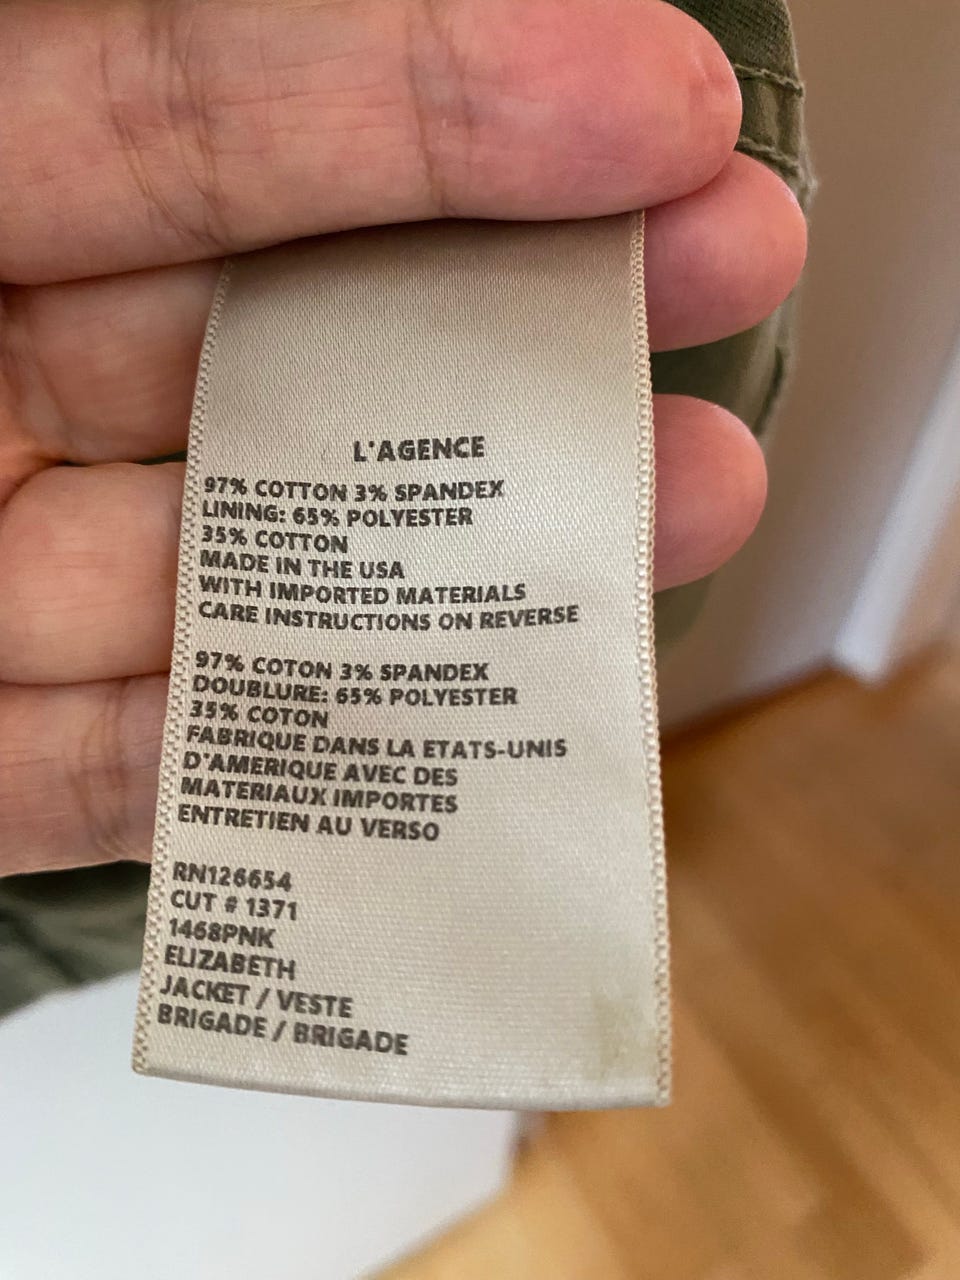 L'AGENCE
97% COTTON 3% SPANDEX
LINING: 65% POLYESTER
35% COTTON
MADE IN THE USA
WITH IMPORTED MATERIALS
CARE INSTRUCTIONS ON REVERSE
97% COTON 3% SPANDEX
DOUBLURE: 65% POLYESTER
35% COTON
FABRIQUE DANS LA ETATS-UNIS
D'AMERIQUE AVEC DES
MATERIAUX IMPORTES
ENTRETIEN AU VERSO
RN126654
CUT # 1371
1468PNK
ELIZABETH
JACKET / VESTE
BRIGADE / BRIGADE